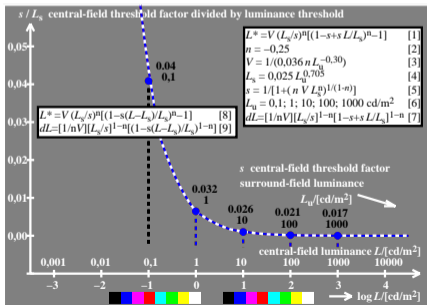 s / Ls central-field threshold factor divided by luminance threshold
0,05
0,04
0,03
0,02
0,01
0,00
L*=V (Ls/s)ⁿ[(1-s+s L/Ls)ⁿ-1] [1]
n = -0,25 [2]
V = 1/(0,036 n Lu^-0,30) [3]
Ls = 0,025 Lu^0,705 [4]
s = 1/[1+( n V Lsⁿ)^1/(1-n)] [5]
Lu = 0,1; 1; 10; 100; 1000 cd/m² [6]
dL=[1/nV][Ls/s]^1-n[1-s+s L/Ls]^1-n [7]
L*=V (Ls/s)ⁿ[(1-s(L-Ls)/Ls)ⁿ-1] [8]
dL=[1/nV][Ls/s]^1-n[(1-s(L-Ls)/Ls)^1-n] [9]
0.04
0,1
0.032
1
0.026
10
0.021
100
0.017
1000
s central-field threshold factor
surround-field luminance
Lu/[cd/m²]
central-field luminance L/[cd/m²]
0,001 0,01 0,1 1 10 100 1000 10000
-3 -2 -1 0 1 2 3 log L/[cd/m²]